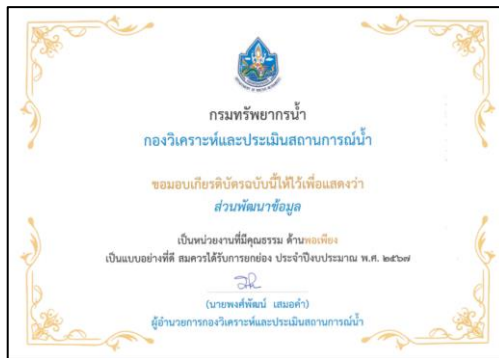 กรมทรัพยากรน้ำ
กองวิเคราะห์และประเมินสถานการณ์น้ำ
ขอมอบเกียรติบัตรฉบับนี้ให้ไว้เพื่อแสดงว่า
ส่วนพัฒนาข้อมูล
เป็นหน่วยงานที่มีคุณธรรม ด้านพอเพียง
เป็นแบบอย่างที่ดี สมควรได้รับการยกย่อง ประจำปีงบประมาณ พ.ศ. ๒๕๖๗
(นายพงศ์พัฒน์ เสมอคำ)
ผู้อำนวยการกองวิเคราะห์และประเมินสถานการณ์น้ำ